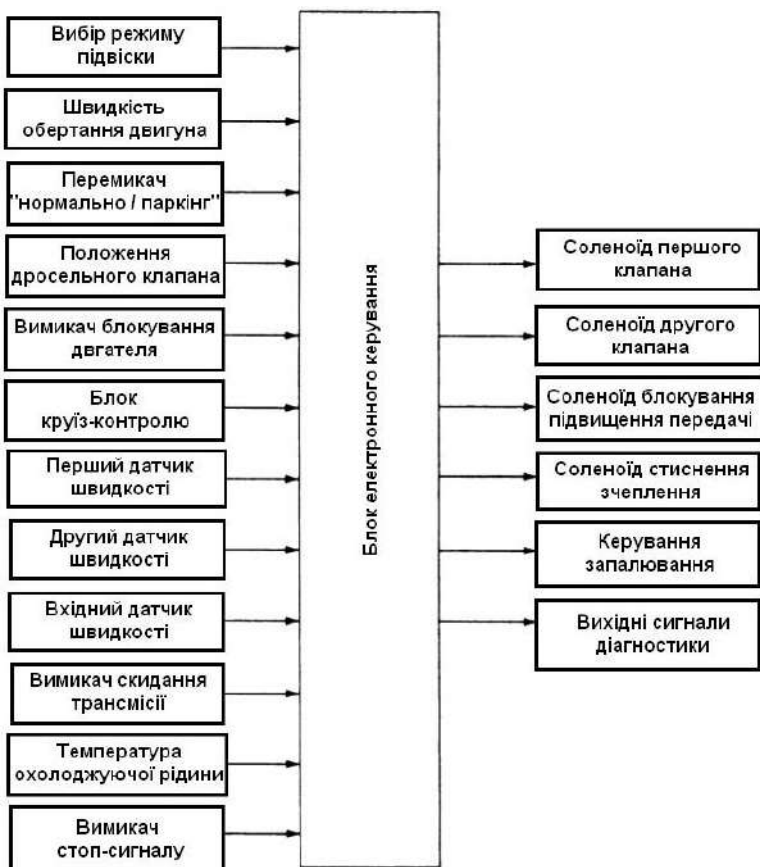 Вибір режиму
підвіски
Швидкість
обертання двигуна
Перемикач
"нормально / паркінг"
Положення
дросельного клапана
Вимикач блокування
двгателя
Блок
круїз-контролю
Перший датчик
швидкості
Другий датчик
швидкості
Вхідний датчик
швидкості
Вимикач скидання
трансмісії
Температура
охолоджуючої рідини
Вимикач
стоп-сигналу
Блок електронного керування
Соленоїд першого
клапана
Соленоїд другого
клапана
Соленоїд блокування
підвищення передачі
Соленоїд стиснення
зчеплення
Керування
запалювання
Вихідні сигнали
діагностики